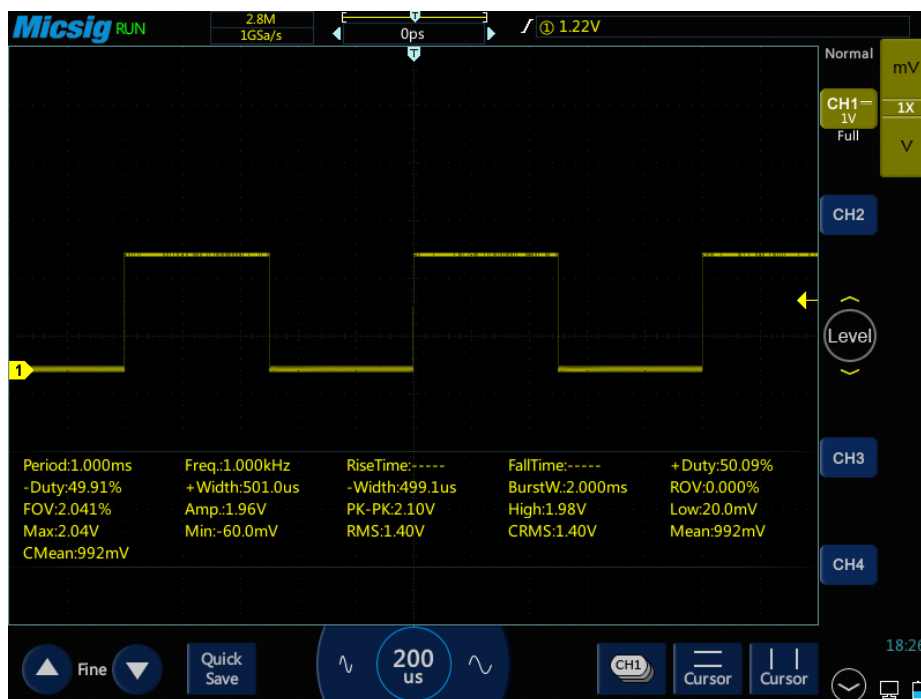 Micsig RUN 2.8M 1GSa/s T 0ps ① 1.22V
T
Normal
mV
CH1 1X
1V
Full
V
CH2
Level
1
Period:1.000ms Freq.:1.000kHz RiseTime:----- FallTime:----- +Duty:50.09%
-Duty:49.91% +Width:501.0us -Width:499.1us BurstW.:2.000ms ROV:0.000%
FOV:2.041% Amp.:1.96V PK-PK:2.10V High:1.98V Low:20.0mV
Max:2.04V Min:-60.0mV RMS:1.40V CRMS:1.40V Mean:992mV
CMean:992mV
CH3
CH4
18:26
Fine Quick Save 200 us CH1 Cursor Cursor